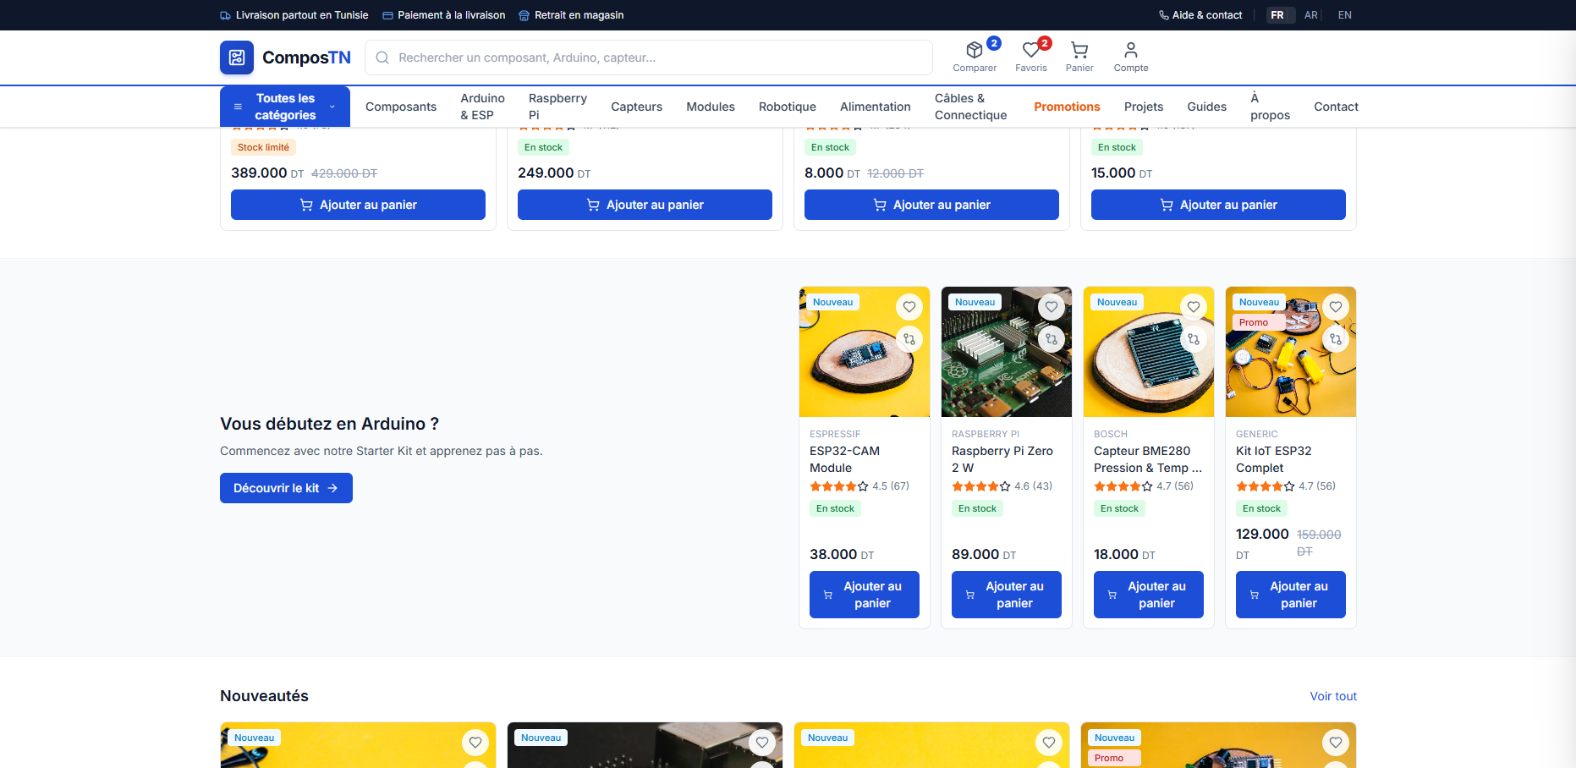 Livraison partout en Tunisie Paiement à la livraison Retrait en magasin Aide & contact FR AR EN
ComposTN Rechercher un composant, Arduino, capteur... Comparer 2 Favoris 2 Panier Compte
Toutes les catégories Composants Arduino & ESP Raspberry Pi Capteurs Modules Robotique Alimentation Câbles & Connectique Promotions Projets Guides À propos Contact
Stock limité En stock En stock En stock
389.000 DT 429.000 DT 249.000 DT 8.000 DT 12.000 DT 15.000 DT
Ajouter au panier Ajouter au panier Ajouter au panier Ajouter au panier
Vous débutez en Arduino ?
Commencez avec notre Starter Kit et apprenez pas à pas.
Découvrir le kit
Nouveau
ESPRESSIF
ESP32-CAM
Module
4.5 (67)
En stock
38.000 DT
Ajouter au
panier
Nouveau
RASPBERRY PI
Raspberry Pi Zero
2 W
4.6 (43)
En stock
89.000 DT
Ajouter au
panier
Nouveau
BOSCH
Capteur BME280
Pression & Temp ...
4.7 (56)
En stock
18.000 DT
Ajouter au
panier
Nouveau
Promo
GENERIC
Kit IoT ESP32
Complet
4.7 (56)
En stock
129.000 159.000
DT DT
Ajouter au
panier
Nouveautés Voir tout
Nouveau Nouveau Nouveau Nouveau
Promo